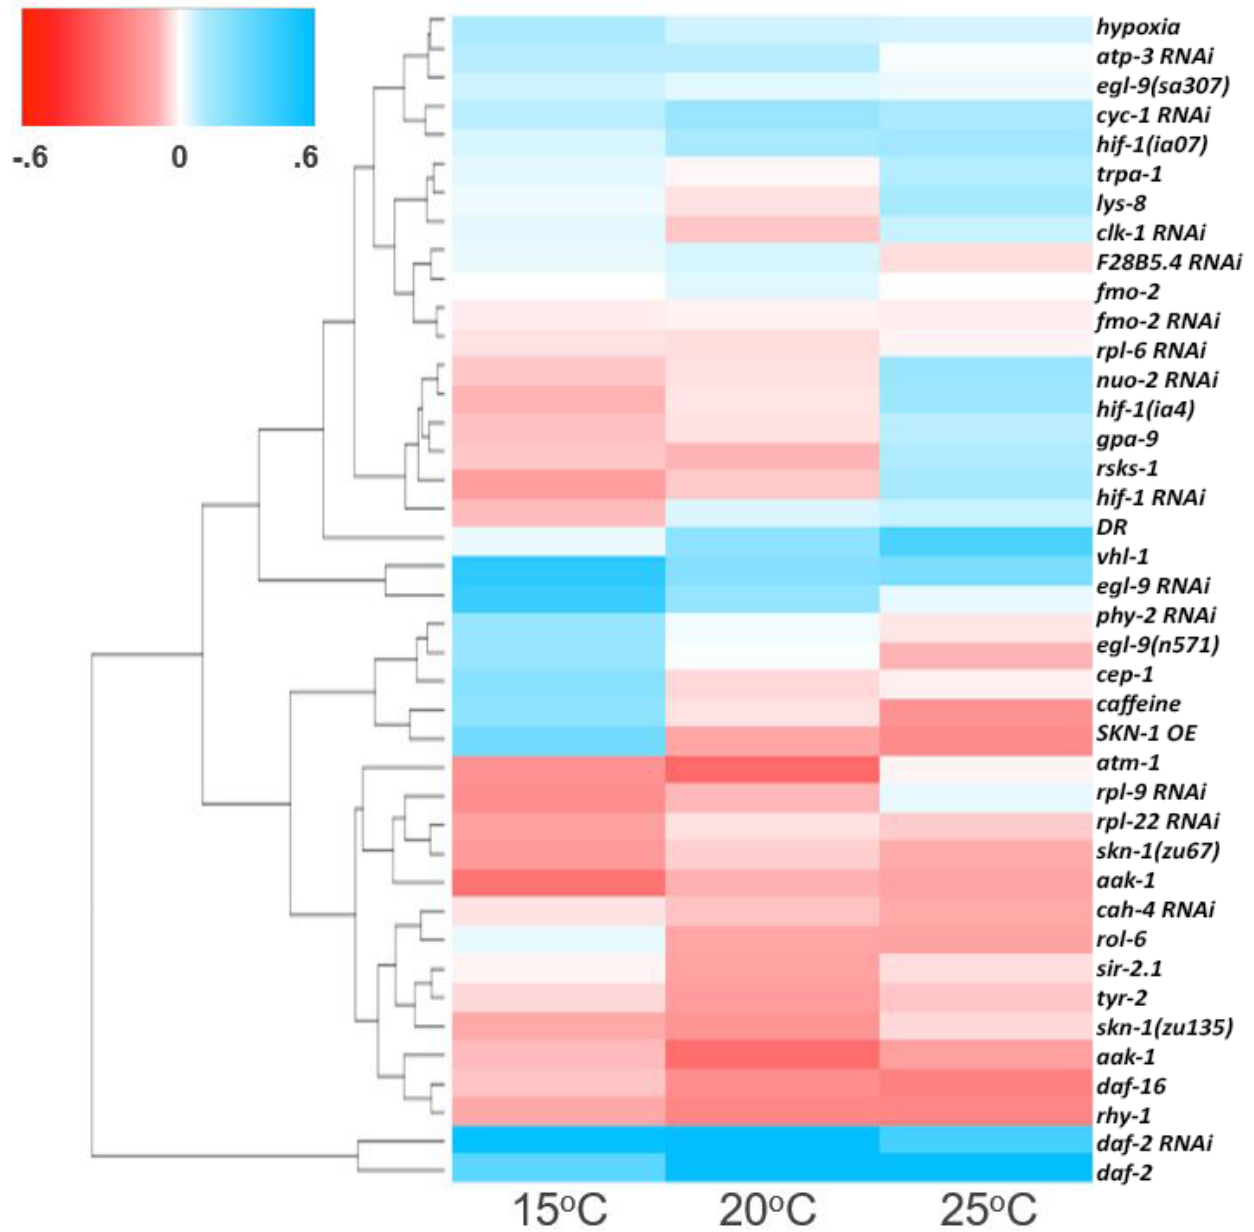 -.6 0 .6
hypoxia
atp-3 RNAi
egl-9(sa307)
cyc-1 RNAi
hif-1(ia07)
trpa-1
lys-8
clk-1 RNAi
F28B5.4 RNAi
fmo-2
fmo-2 RNAi
rpl-6 RNAi
nuo-2 RNAi
hif-1(ia4)
gpa-9
rsks-1
hif-1 RNAi
DR
vhl-1
egl-9 RNAi
phy-2 RNAi
egl-9(n571)
cep-1
caffeine
SKN-1 OE
atm-1
rpl-9 RNAi
rpl-22 RNAi
skn-1(zu67)
aak-1
cah-4 RNAi
rol-6
sir-2.1
tyr-2
skn-1(zu135)
aak-1
daf-16
rhy-1
daf-2 RNAi
daf-2
15°C 20°C 25°C